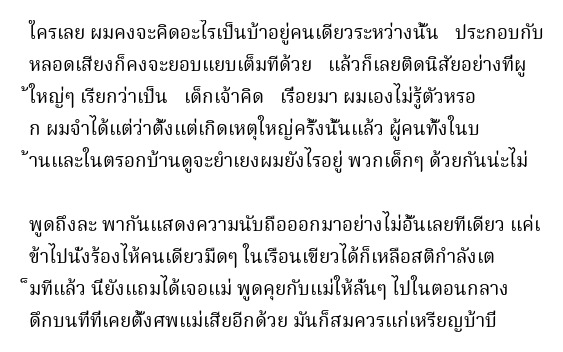 ใครเลย ผมคงจะคิดอะไรเป็นบ้าอยู่คนเดียวระหว่างนั้น ประกอบกับ
หลอดเสียงก็คงจะยอบแยบเต็มทีด้วย แล้วก็เลยติดนิสัยอย่างที่ผู
้ใหญ่ๆ เรียกว่าเป็น เด็กเจ้าคิด เรื่อยมา ผมเองไม่รู้ตัวหรอ
ก ผมจำได้แต่ว่าตั้งแต่เกิดเหตุใหญ่ครั้งนั้นแล้ว ผู้คนทั้งในบ
้านและในตรอกบ้านดูจะยำเยงผมยังไรอยู่ พวกเด็กๆ ด้วยกันน่ะไม่
พูดถึงละ พากันแสดงความนับถือออกมาอย่างไม่อั้นเลยทีเดียว แค่เ
ข้าไปนั่งร้องไห้คนเดียวมืดๆ ในเรือนเขียวได้ก็เหลือสติกำลังเต
็มทีแล้ว นี่ยังแถมได้เจอแม่ พูดคุยกับแม่ให้ลั่นๆ ไปในตอนกลาง
ดึกบนที่ที่เคยตั้งศพแม่เสียอีกด้วย มันก็สมควรแก่เหรียญบ้าบี